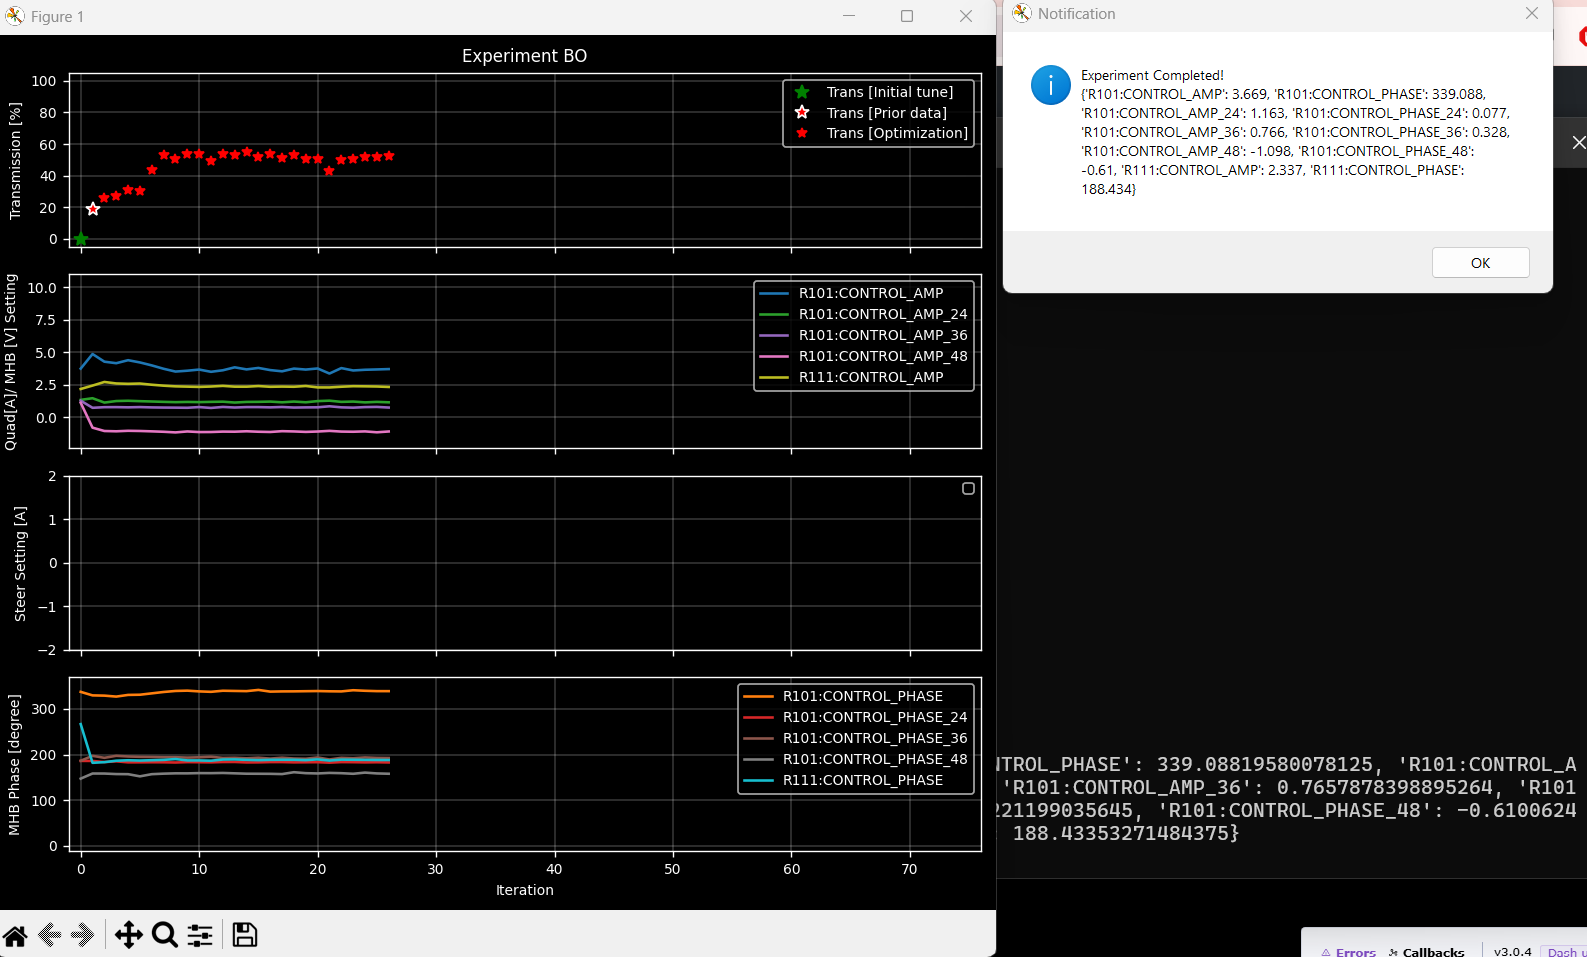 Figure 1
Experiment BO
Transmission [%]
100
80
60
40
20
0
Trans [Initial tune]
Trans [Prior data]
Trans [Optimization]
Quad[A]/ MHB [V] Setting
10.0
7.5
5.0
2.5
0.0
R101:CONTROL_AMP
R101:CONTROL_AMP_24
R101:CONTROL_AMP_36
R101:CONTROL_AMP_48
R111:CONTROL_AMP
Steer Setting [A]
2
1
0
−1
−2
MHB Phase [degree]
300
200
100
0
R101:CONTROL_PHASE
R101:CONTROL_PHASE_24
R101:CONTROL_PHASE_36
R101:CONTROL_PHASE_48
R111:CONTROL_PHASE
0 10 20 30 40 50 60 70
Iteration
Notification
Experiment Completed!
{'R101:CONTROL_AMP': 3.669, 'R101:CONTROL_PHASE': 339.088,
'R101:CONTROL_AMP_24': 1.163, 'R101:CONTROL_PHASE_24': 0.077,
'R101:CONTROL_AMP_36': 0.766, 'R101:CONTROL_PHASE_36': 0.328,
'R101:CONTROL_AMP_48': -1.098, 'R101:CONTROL_PHASE_48':
-0.61, 'R111:CONTROL_AMP': 2.337, 'R111:CONTROL_PHASE':
188.434}
OK
NTROL_PHASE': 339.08819580078125, 'R101:CONTROL_A
'R101:CONTROL_AMP_36': 0.7657878398895264, 'R101
221199035645, 'R101:CONTROL_PHASE_48': -0.6100624
: 188.43353271484375}
Errors Callbacks v3.0.4 Dash u